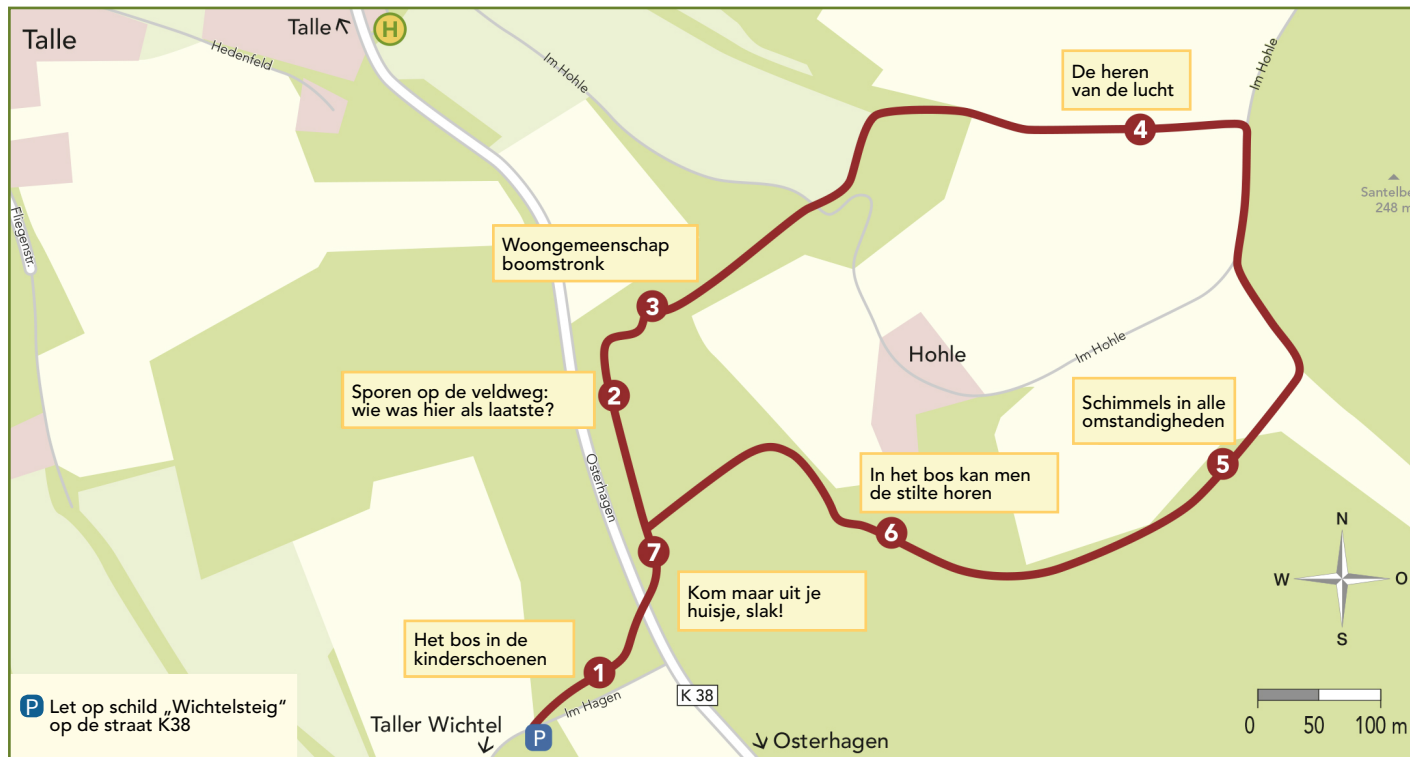 Talle
Talle
H
Hedenfeld
Im Hohle
Im Hohle
De heren
van de lucht
4
Santelbe
248 m
Fliegenstr.
Woongemeenschap
boomstronk
3
Hohle
Im Hohle
Sporen op de veldweg:
wie was hier als laatste?
2
Schimmels in alle
omstandigheden
5
Osterhagen
In het bos kan men
de stilte horen
6
7
Kom maar uit je
huisje, slak!
N
W
O
S
Het bos in de
kinderschoenen
1
Im Hagen
K 38
P Let op schild „Wichtelsteig“
op de straat K38
Taller Wichtel
P
Osterhagen
0 50 100 m